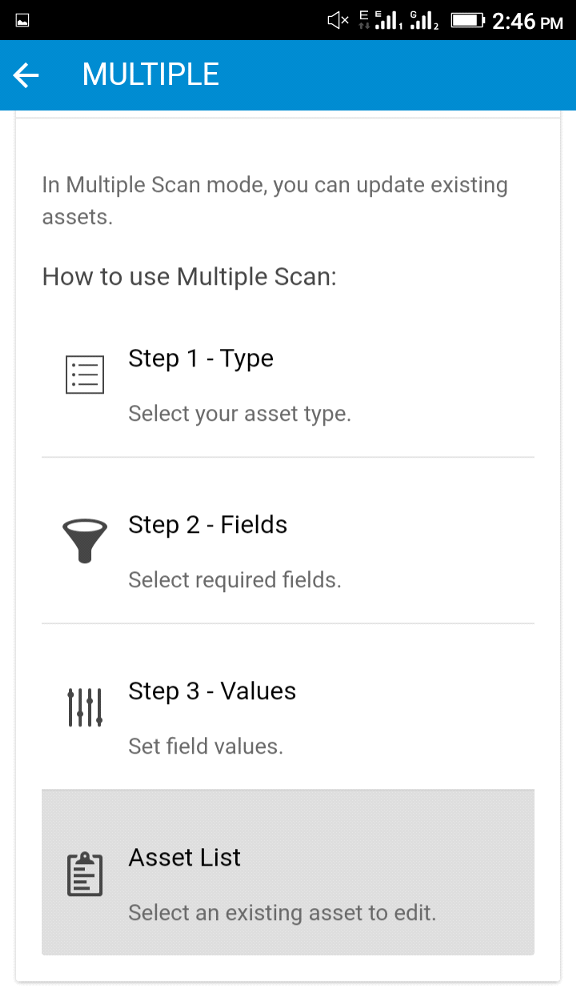 E E 1 G 2 2:46 PM
MULTIPLE
In Multiple Scan mode, you can update existing
assets.
How to use Multiple Scan:
Step 1 - Type
Select your asset type.
Step 2 - Fields
Select required fields.
Step 3 - Values
Set field values.
Asset List
Select an existing asset to edit.